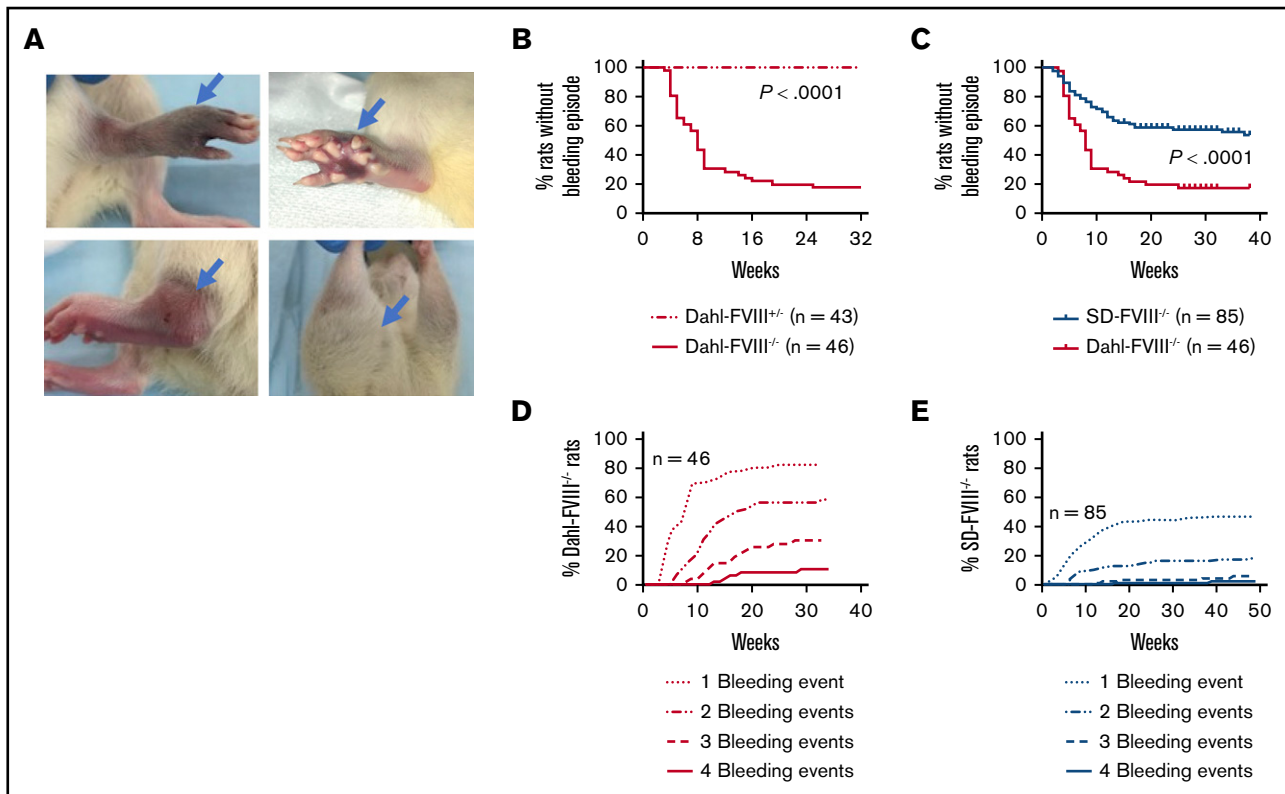 A
B
100
80
60
40
20
0
% rats without
bleeding episode
P < .0001
0 8 16 24 32
Weeks
Dahl-FVIII+/- (n = 43)
Dahl-FVIII-/- (n = 46)
C
100
80
60
40
20
0
% rats without
bleeding episode
P < .0001
0 10 20 30 40
Weeks
SD-FVIII-/- (n = 85)
Dahl-FVIII-/- (n = 46)
D
100
80
60
40
20
0
% Dahl-FVIII-/- rats
n = 46
0 10 20 30 40
Weeks
1 Bleeding event
2 Bleeding events
3 Bleeding events
4 Bleeding events
E
100
80
60
40
20
0
% SD-FVIII-/- rats
n = 85
0 10 20 30 40 50
Weeks
1 Bleeding event
2 Bleeding events
3 Bleeding events
4 Bleeding events